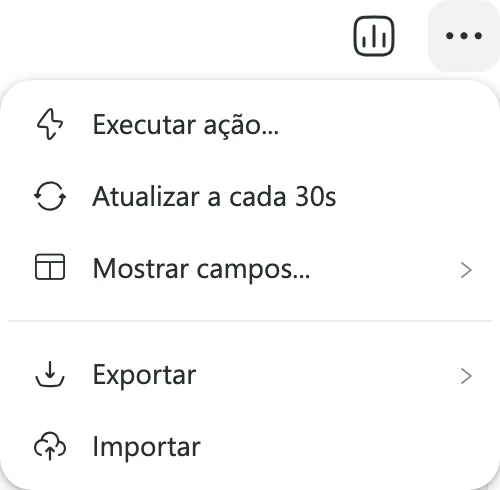 Executar ação...
Atualizar a cada 30s
Mostrar campos...
Exportar
Importar